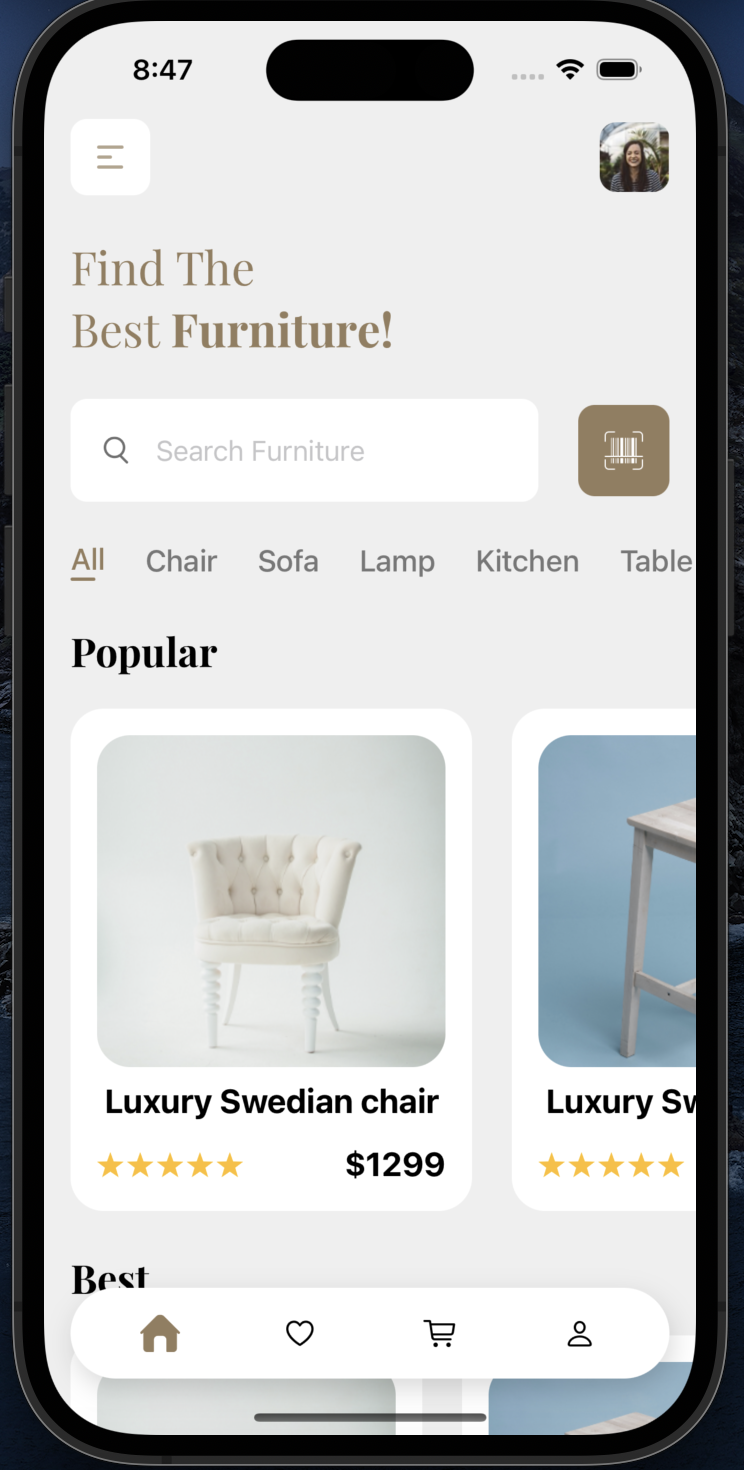 8:47
Find The
Best Furniture!
Search Furniture
All Chair Sofa Lamp Kitchen Table
Popular
Luxury Swedian chair
Luxury Sw
$1299
Best